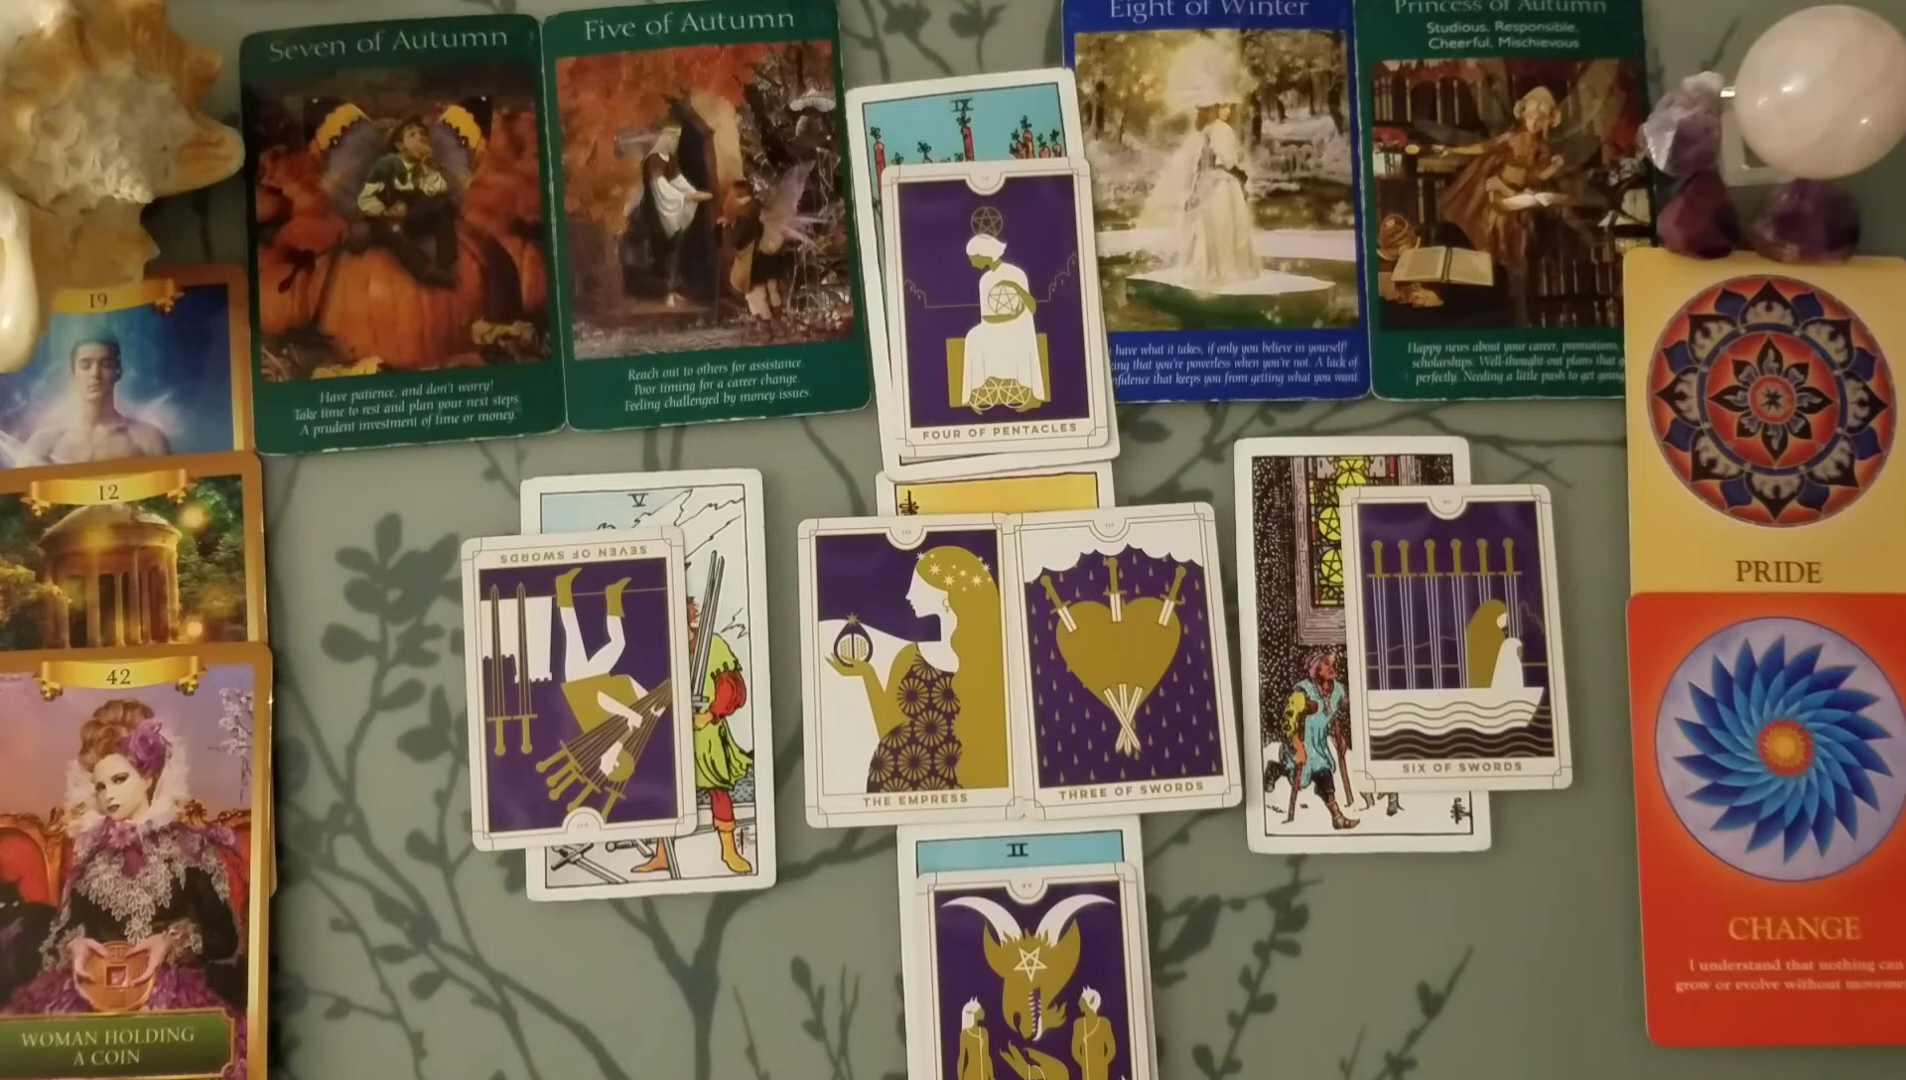 Seven of Autumn
Have patience, and don't worry!
Take time to rest and plan your next steps.
A prudent investment of time or money.
Five of Autumn
Reach out to others for assistance.
Poor timing for a career change
Feeling challenged by money issues.
IX
FOUR OF PENTACLES
Eight of Winter
have what it takes, if only you believe in yourself!
that you're powerless when you're not. A lack of
that keeps you from getting what you want.
Princess of Autumn
Studious, Responsible,
Cheerful, Mischievous
Happy news about your career, promotions,
scholarships. Well-thought-out plans that
perfectly. Needing a little push to get going
19
12
42
WOMAN HOLDING
A COIN
V
SEVEN OF SWORDS
VII
III
THE EMPRESS
III
THREE OF SWORDS
SIX OF SWORDS
II
XV
PRIDE
CHANGE
I understand that nothing can
grow or evolve without